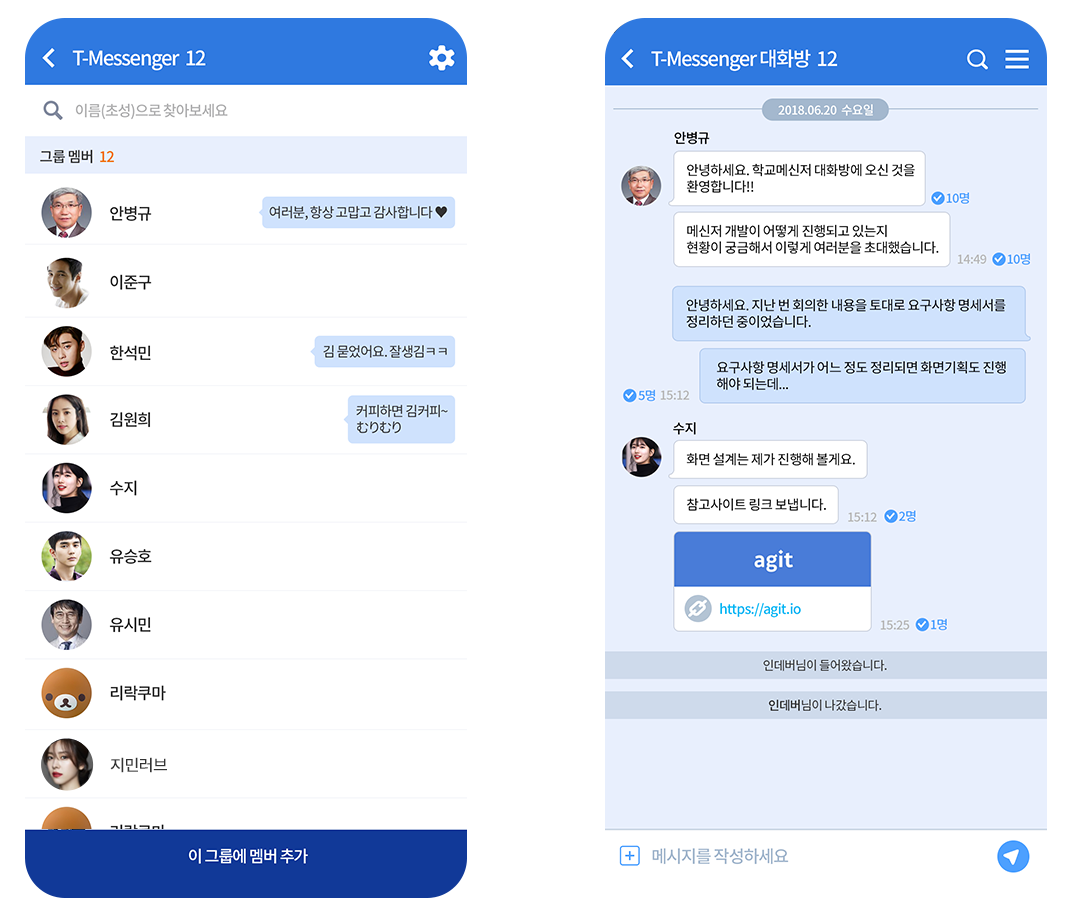 T-Messenger 12
이름(초성)으로 찾아보세요
그룹 멤버 12
안병규
여러분, 항상 고맙고 감사합니다 ♥
이준구
한석민
김 묻었어요. 잘생김ㅋㅋ
김원희
커피하면 김커피~
むりむり
수지
유승호
유시민
리락쿠마
지민러브
이 그룹에 멤버 추가
T-Messenger 대화방 12
2018.06.20 수요일
안병규
안녕하세요. 학교메신저 대화방에 오신 것을
환영합니다!!
10명
메신저 개발이 어떻게 진행되고 있는지
현황이 궁금해서 이렇게 여러분을 초대했습니다.
14:49 10명
안녕하세요. 지난 번 회의한 내용을 토대로 요구사항 명세서를
정리하던 중이었습니다.
요구사항 명세서가 어느 정도 정리되면 화면기획도 진행
해야 되는데...
5명 15:12
수지
화면 설계는 제가 진행해 볼게요.
참고사이트 링크 보냅니다.
15:12 2명
agit
https://agit.io
15:25 1명
인데버님이 들어왔습니다.
인데버님이 나갔습니다.
메시지를 작성하세요